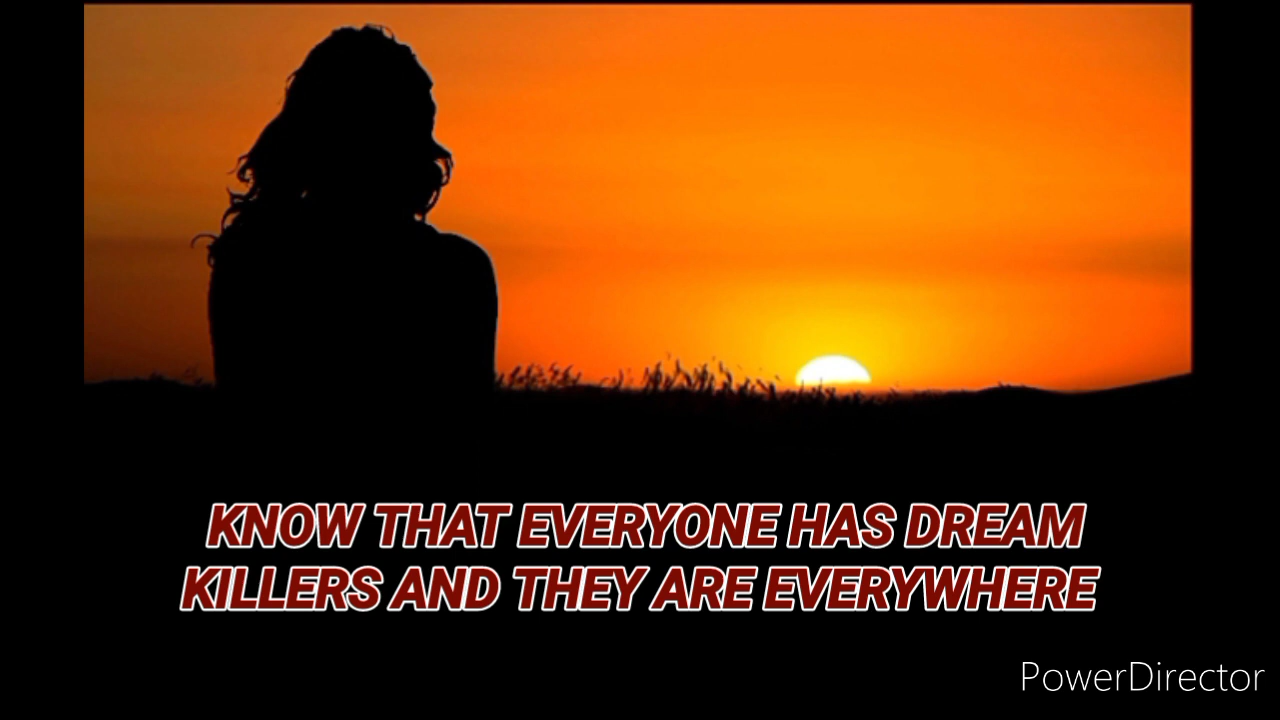 KNOW THAT EVERYONE HAS DREAM
KILLERS AND THEY ARE EVERYWHERE
PowerDirector